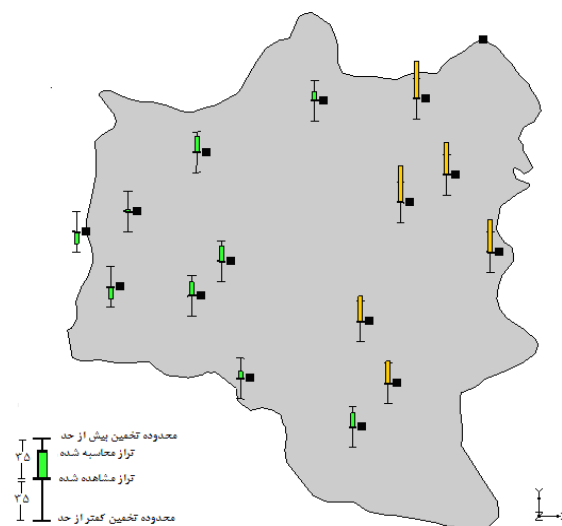 محدوده تخمین بیش از حد
تراز محاسبه شده
۳۵
تراز مشاهده شده
۳۵
محدوده تخمین کمتر از حد
Y
X